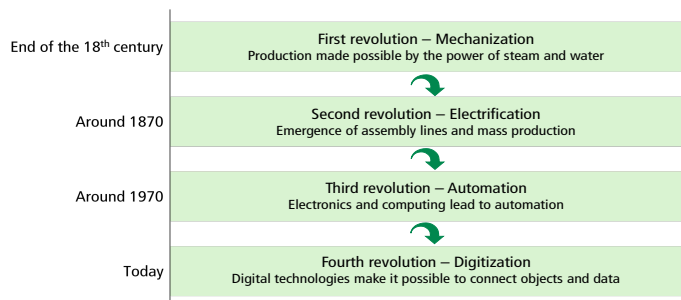 End of the 18th century
First revolution – Mechanization
Production made possible by the power of steam and water
Around 1870
Second revolution – Electrification
Emergence of assembly lines and mass production
Around 1970
Third revolution – Automation
Electronics and computing lead to automation
Today
Fourth revolution – Digitization
Digital technologies make it possible to connect objects and data